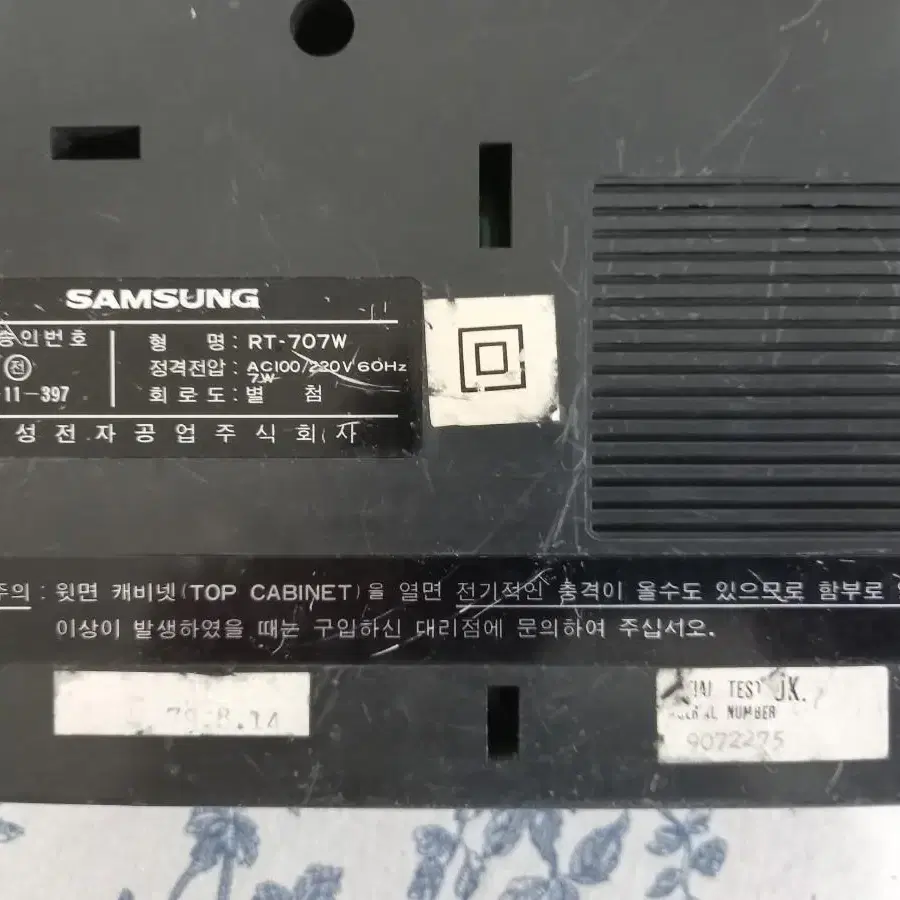 SAMSUNG
승인번호
형 명: RT-707W
전
정격전압: AC100/220V 60Hz
7W
11-397
회로도: 별 첨
성전자공업주식회사
주의: 윗면 캐비넷(TOP CABINET)을 열면 전기적인 충격이 올수도 있으므로 함부로
이상이 발생하였을 때는 구입하신 대리점에 문의하여 주십서오.
8.14
TEST JK.
NUMBER
9072275